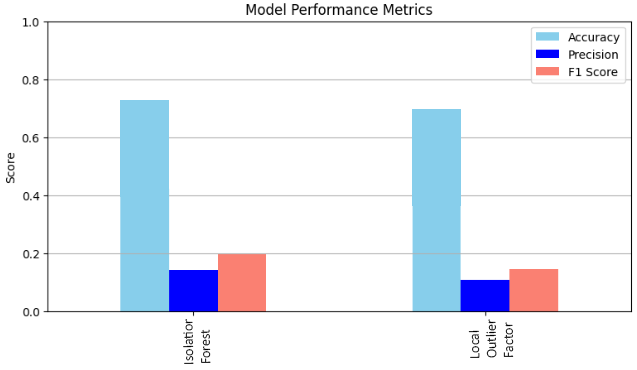 Model Performance Metrics
Accuracy
Precision
F1 Score
Score
1.0
0.8
0.6
0.4
0.2
0.0
Isolatior
Forest
Local
Outlier
Factor